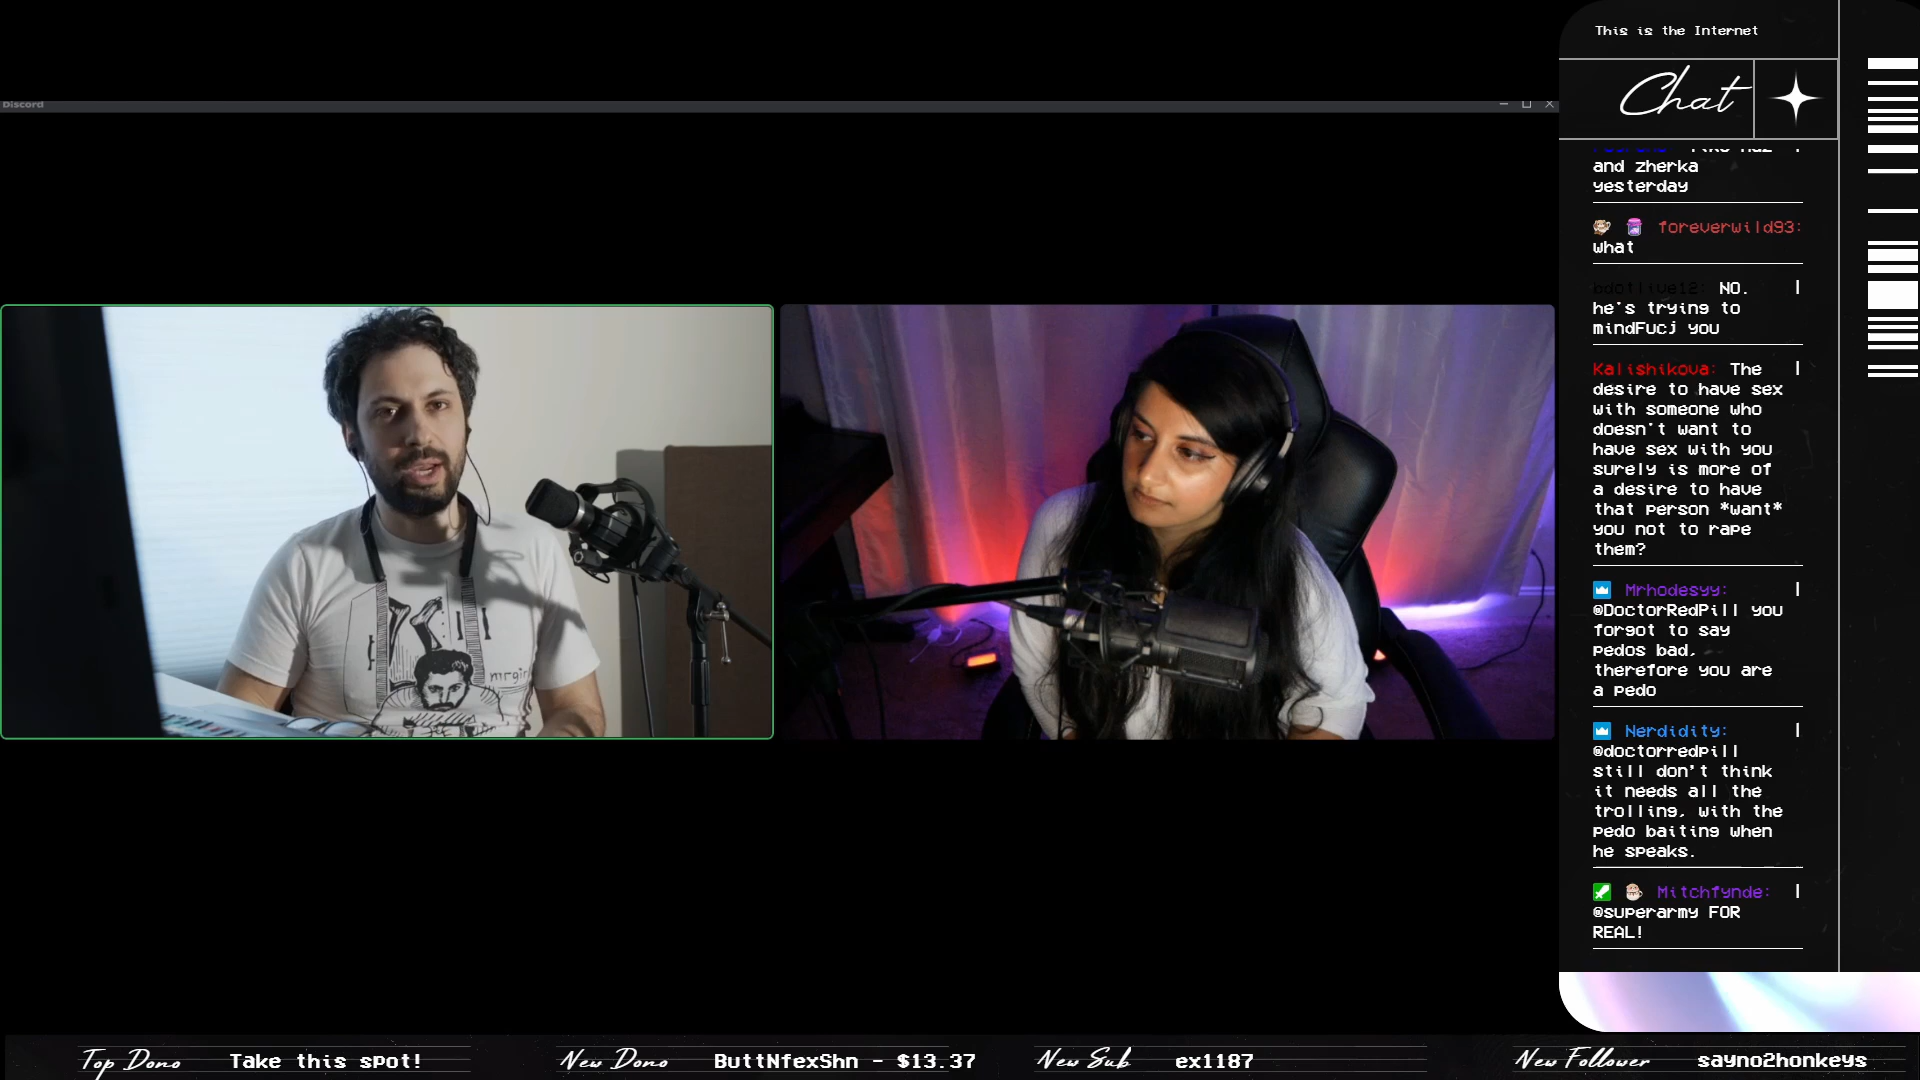 This is the Internet
Chat
Discord
and zherka
yesterday
foreverwild93:
what
bdotlive12: NO.
he's trying to
mindFucj you
Kalishikova: The
desire to have sex
with someone who
doesn't want to
have sex with you
surely is more of
a desire to have
that person *want*
you not to rape
them?
Mrhodesyy:
@DoctorRedPill you
forgot to say
pedos bad,
therefore you are
a pedo
Nerdidity:
@doctorredpill
still don't think
it needs all the
trolling, with the
pedo baiting when
he speaks.
Mitchfynde:
@superarmy FOR
REAL!
mrgirl
Top Dono Take this spot!
New Dono ButtNfexShn - $13.37
New Sub ex1187
New Follower sayno2honkeys